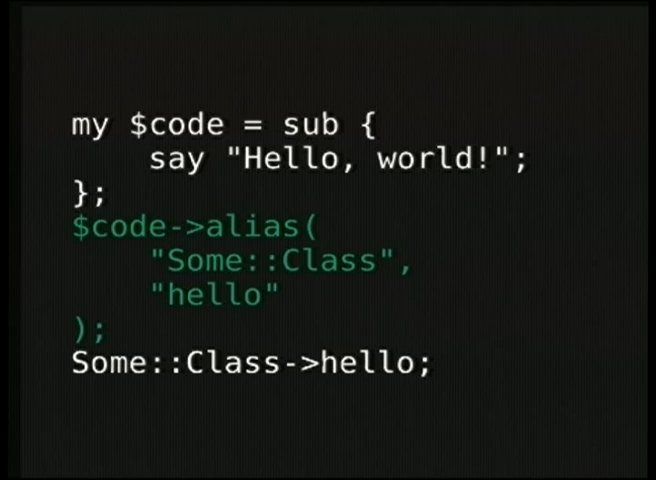 my $code = sub {
    say "Hello, world!";
};
$code->alias(
    "Some::Class",
    "hello"
);
Some::Class->hello;